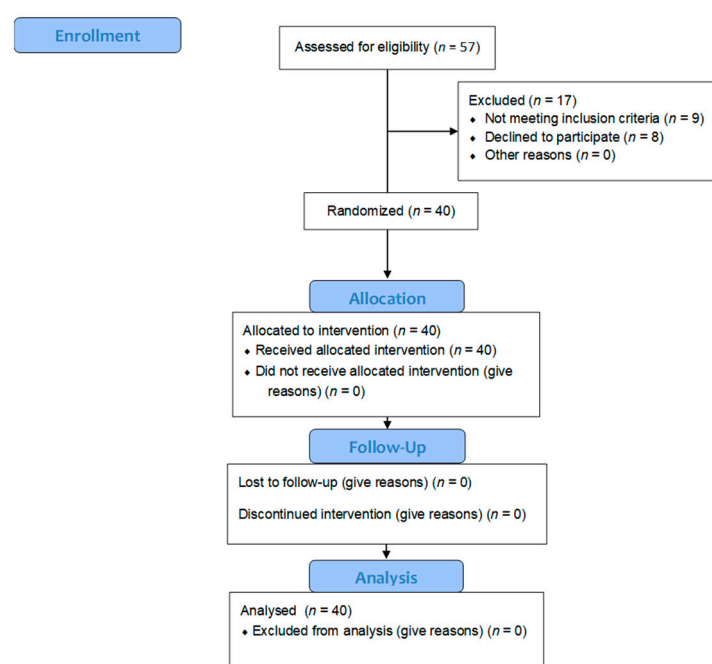 Enrollment
Assessed for eligibility (n = 57)
Excluded (n = 17)
♦ Not meeting inclusion criteria (n = 9)
♦ Declined to participate (n = 8)
♦ Other reasons (n = 0)
Randomized (n = 40)
Allocation
Allocated to intervention (n = 40)
♦ Received allocated intervention (n = 40)
♦ Did not receive allocated intervention (give
reasons) (n = 0)
Follow-Up
Lost to follow-up (give reasons) (n = 0)
Discontinued intervention (give reasons) (n = 0)
Analysis
Analysed (n = 40)
♦ Excluded from analysis (give reasons) (n = 0)